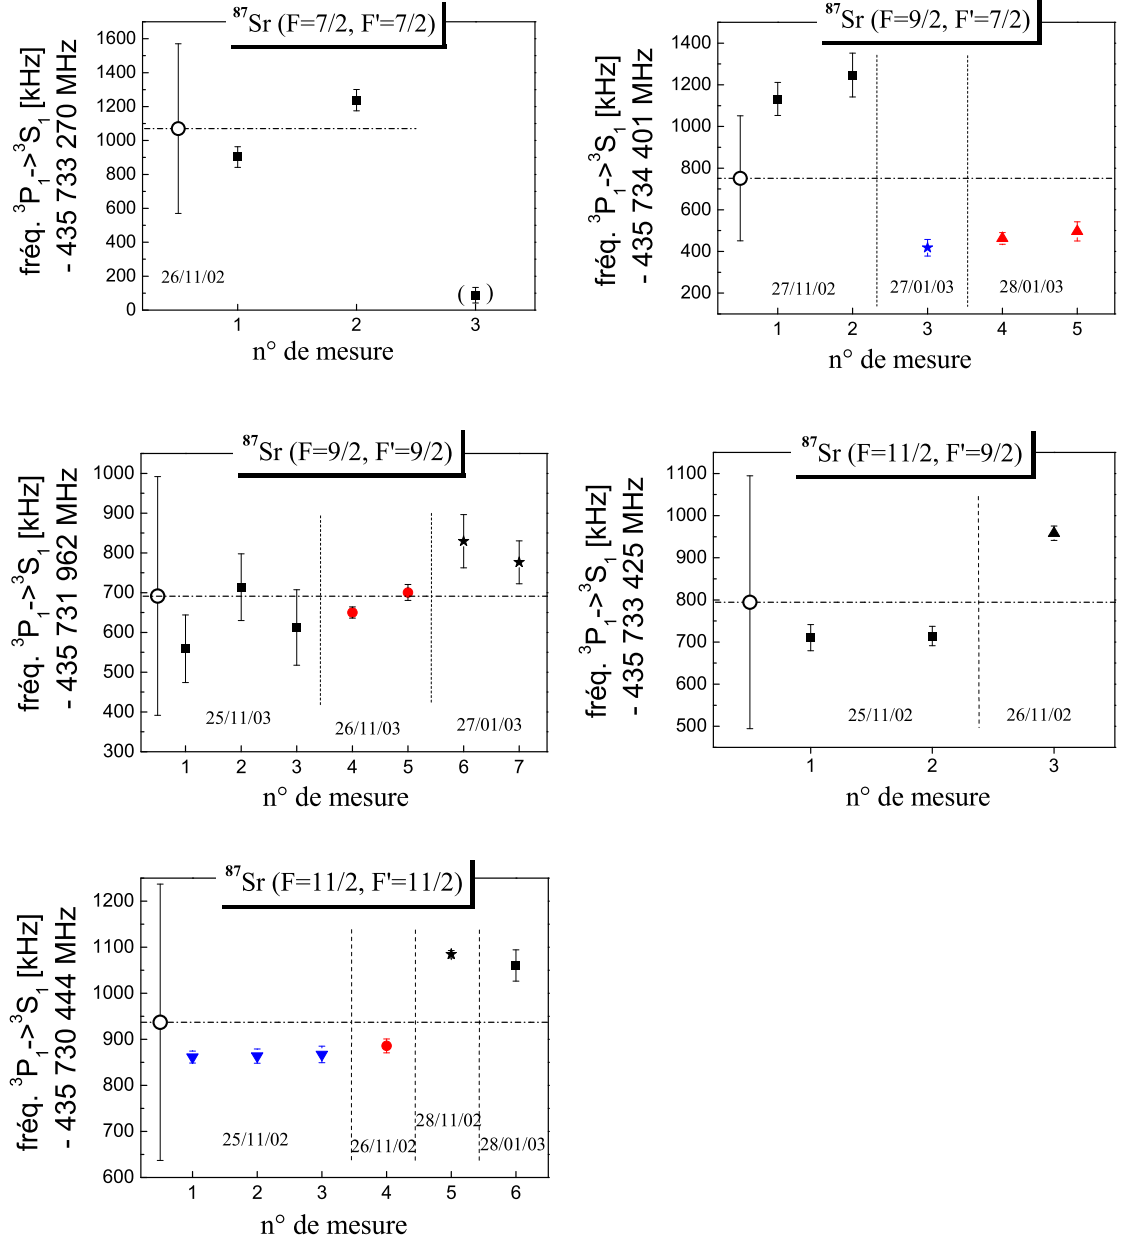 87Sr (F=7/2, F'=7/2)
fréq. 3P1->3S1 [kHz]
- 435 733 270 MHz
1600
1400
1200
1000
800
600
400
200
0
26/11/02
( )
1 2 3
n° de mesure
87Sr (F=9/2, F'=7/2)
fréq. 3P1->3S1 [kHz]
- 435 734 401 MHz
1400
1200
1000
800
600
400
200
27/11/02 27/01/03 28/01/03
1 2 3 4 5
n° de mesure
87Sr (F=9/2, F'=9/2)
fréq. 3P1->3S1 [kHz]
- 435 731 962 MHz
1000
900
800
700
600
500
400
300
25/11/03 26/11/03 27/01/03
1 2 3 4 5 6 7
n° de mesure
87Sr (F=11/2, F'=9/2)
fréq. 3P1->3S1 [kHz]
- 435 733 425 MHz
1100
1000
900
800
700
600
500
25/11/02 26/11/02
1 2 3
n° de mesure
87Sr (F=11/2, F'=11/2)
fréq. 3P1->3S1 [kHz]
- 435 730 444 MHz
1200
1100
1000
900
800
700
600
25/11/02 26/11/02 28/11/02 28/01/03
1 2 3 4 5 6
n° de mesure